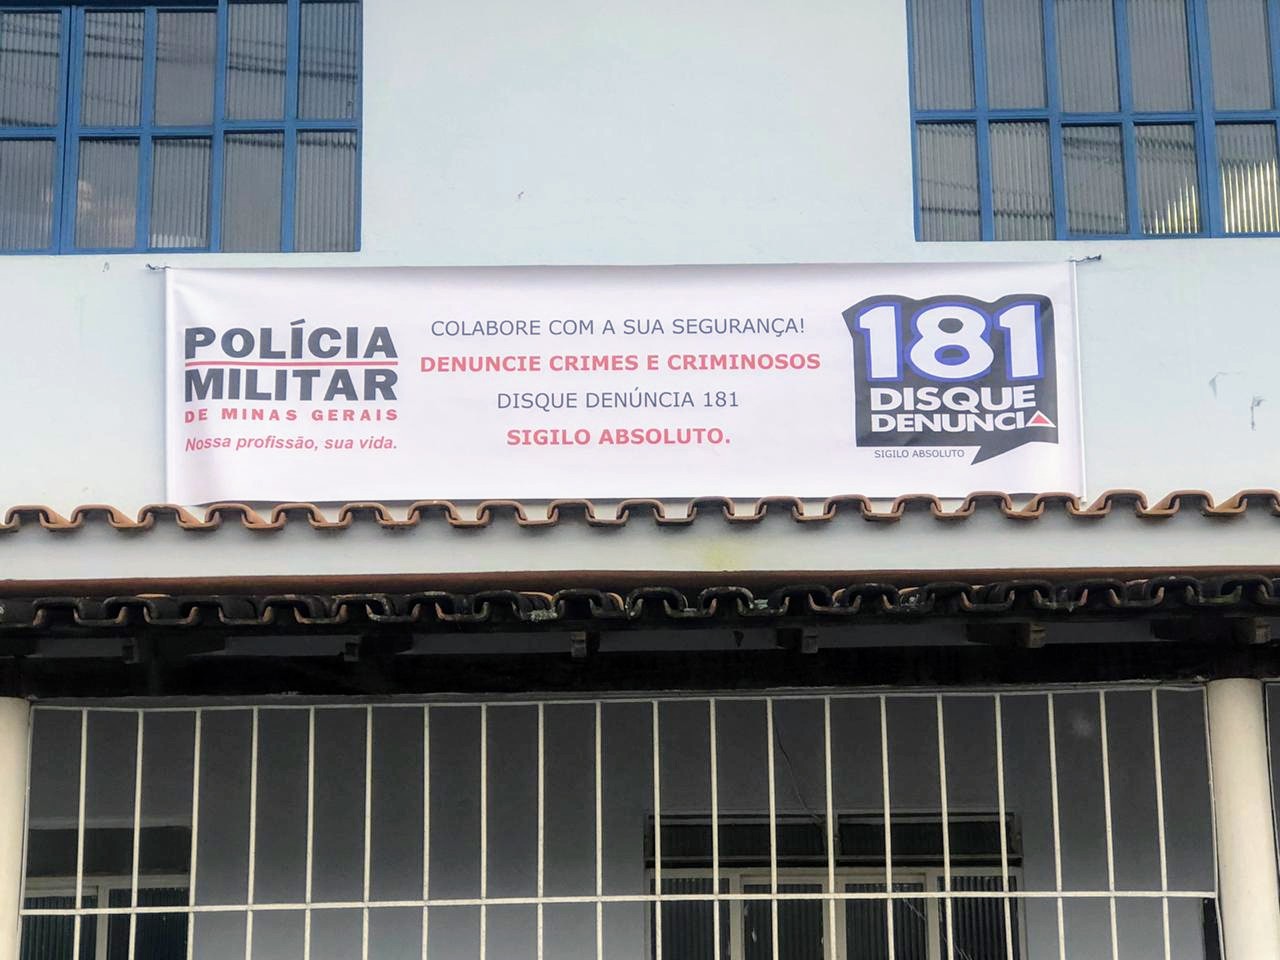 POLÍCIA
MILITAR
DE MINAS GERAIS
Nossa profissão, sua vida.
COLABORE COM A SUA SEGURANÇA!
DENUNCIE CRIMES E CRIMINOSOS
DISQUE DENÚNCIA 181
SIGILO ABSOLUTO.
181
DISQUE
DENUNCIA
SIGILO ABSOLUTO